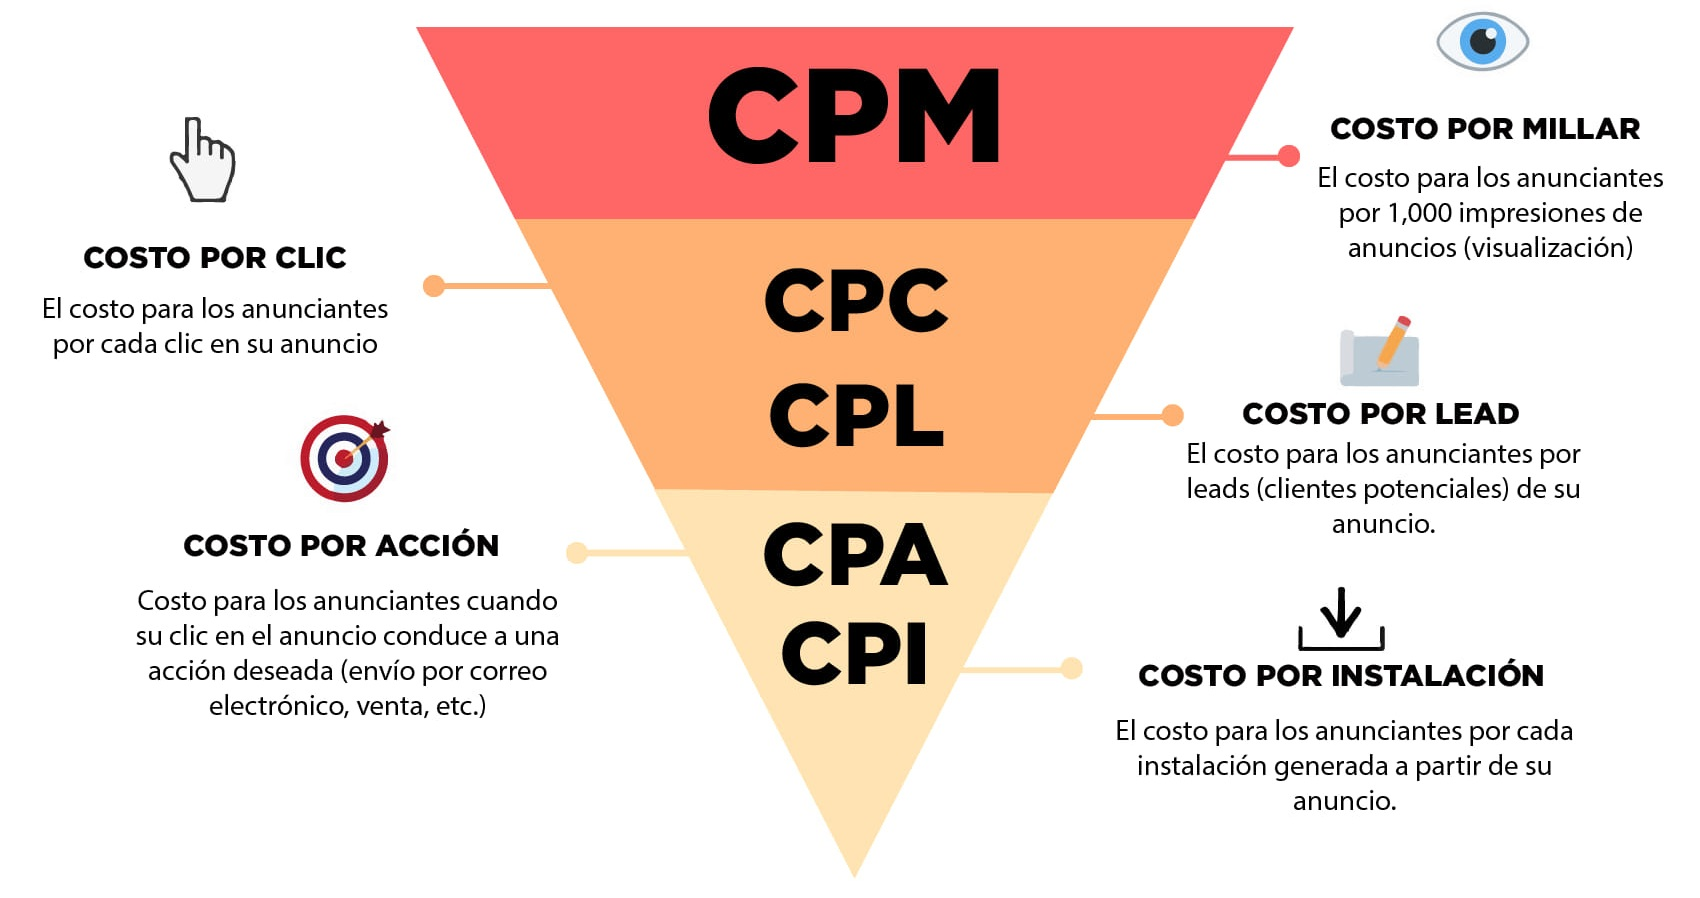 CPM
COSTO POR MILLAR
El costo para los anunciantes
por 1,000 impresiones de
anuncios (visualización)
COSTO POR CLIC
El costo para los anunciantes
por cada clic en su anuncio
CPC
CPL
COSTO POR LEAD
El costo para los anunciantes por
leads (clientes potenciales) de su
anuncio.
COSTO POR ACCIÓN
Costo para los anunciantes cuando
su clic en el anuncio conduce a una
acción deseada (envío por correo
electrónico, venta, etc.)
CPA
CPI
COSTO POR INSTALACIÓN
El costo para los anunciantes por cada
instalación generada a partir de su
anuncio.